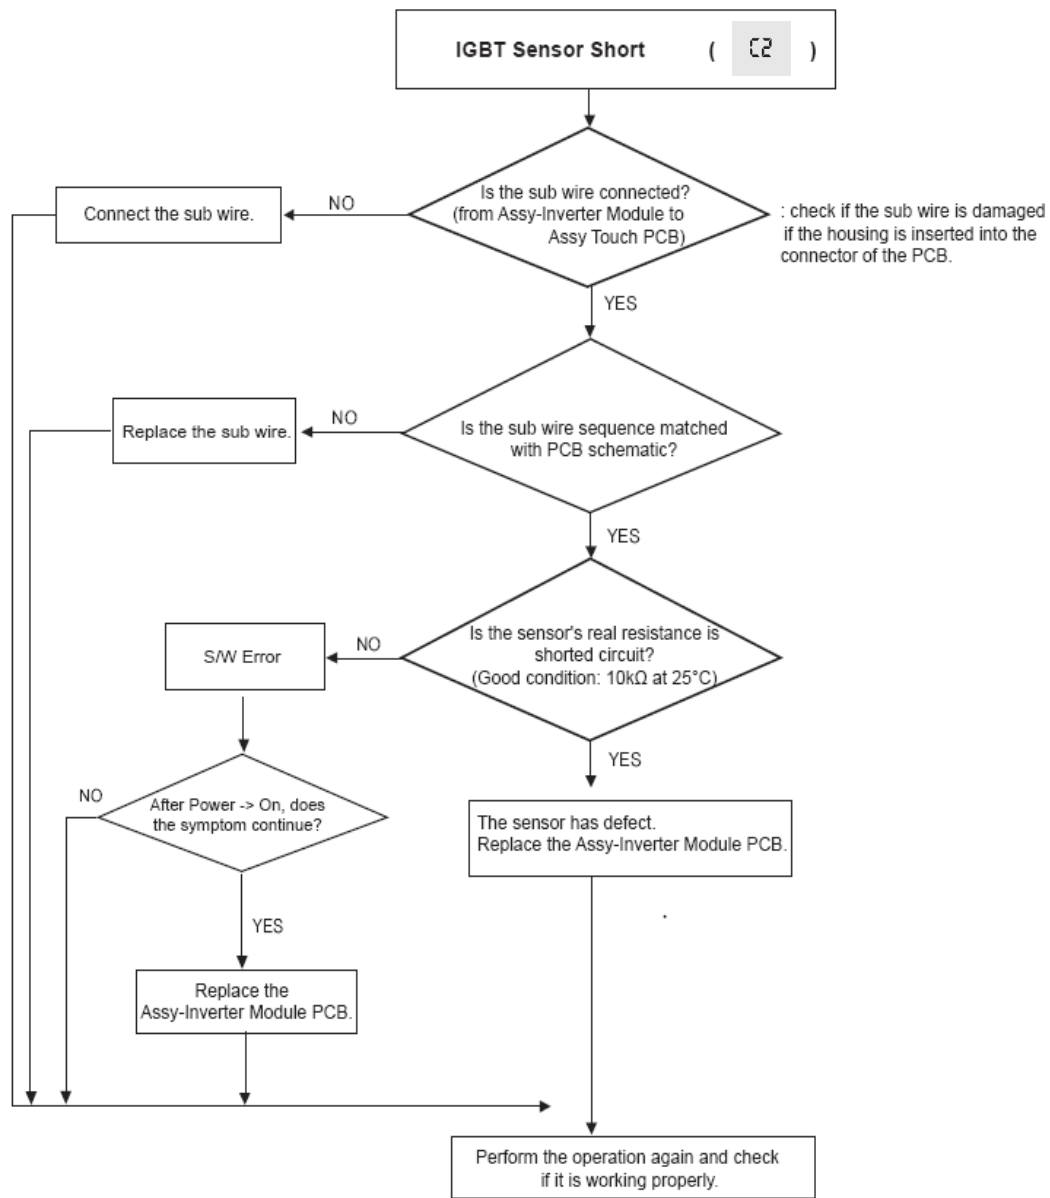 IGBT Sensor Short ( C2 )
Is the sub wire connected?
(from Assy-Inverter Module to
Assy Touch PCB)
NO
Connect the sub wire.
: check if the sub wire is damaged
if the housing is inserted into the
connector of the PCB.
YES
Is the sub wire sequence matched
with PCB schematic?
NO
Replace the sub wire.
YES
Is the sensor's real resistance is
shorted circuit?
(Good condition: 10kΩ at 25°C)
NO
S/W Error
YES
After Power -> On, does
the symptom continue?
NO
The sensor has defect.
Replace the Assy-Inverter Module PCB.
YES
Replace the
Assy-Inverter Module PCB.
Perform the operation again and check
if it is working properly.